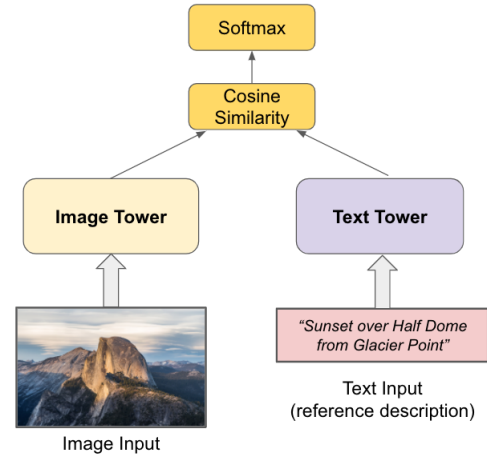 Softmax
Cosine
Similarity
Image Tower
Text Tower
“Sunset over Half Dome
from Glacier Point”
Text Input
(reference description)
Image Input